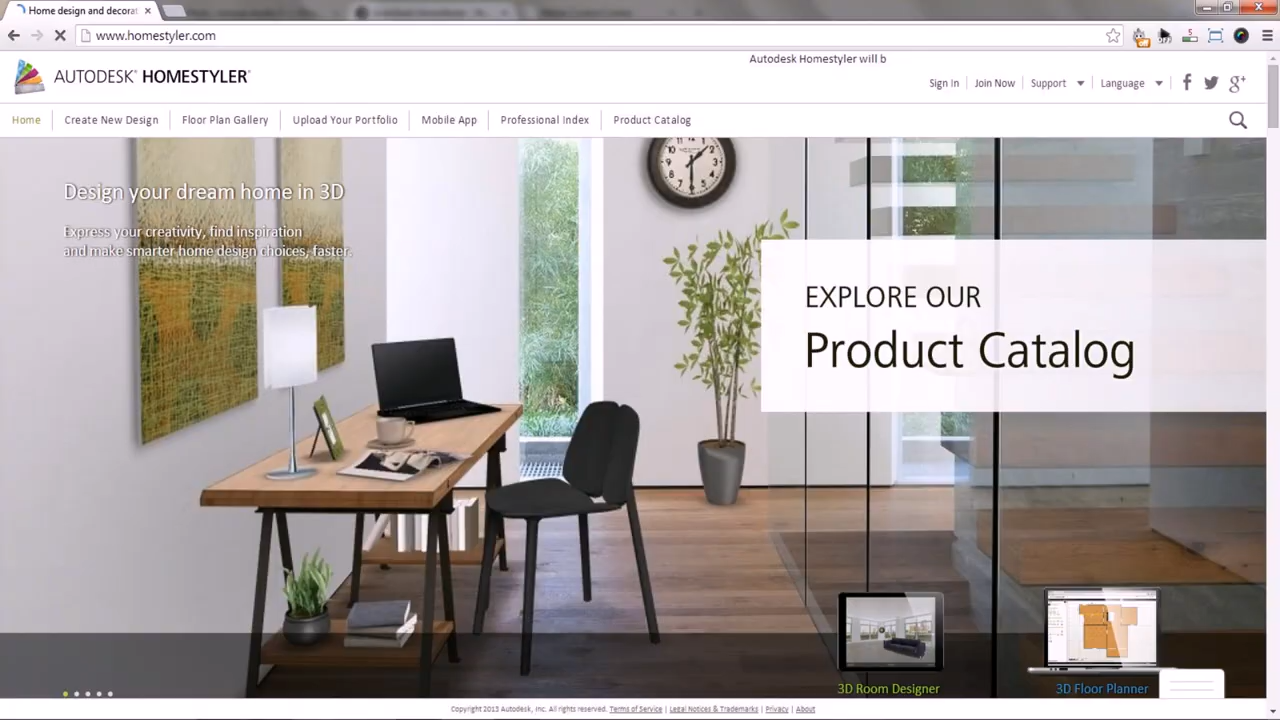 Home design and decorat
www.homestyler.com
Autodesk Homestyler will b
AUTODESK® HOMESTYLER®
Sign In
Join Now
Support
Language
Home
Create New Design
Floor Plan Gallery
Upload Your Portfolio
Mobile App
Professional Index
Product Catalog
Design your dream home in 3D
Express your creativity, find inspiration
and make smarter home design choices, faster.
EXPLORE OUR
Product Catalog
3D Room Designer
3D Floor Planner
Copyright 2013 Autodesk, Inc. All rights reserved. Terms of Service | Legal Notices & Trademarks | Privacy | About